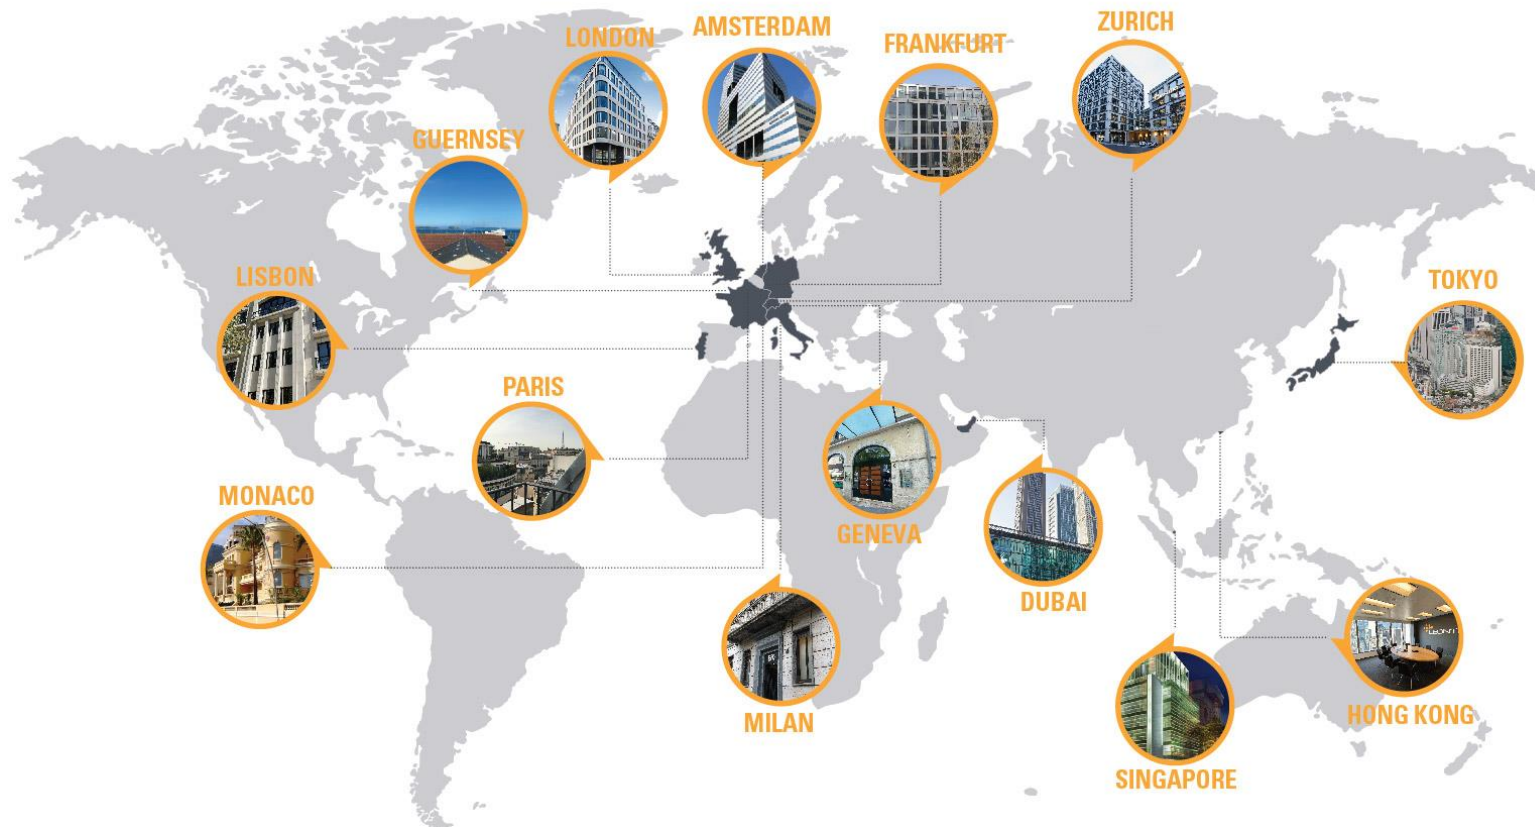 LONDON
AMSTERDAM
FRANKFURT
ZURICH
GUERNSEY
LISBON
TOKYO
PARIS
MONACO
GENEVA
DUBAI
MILAN
HONG KONG
SINGAPORE